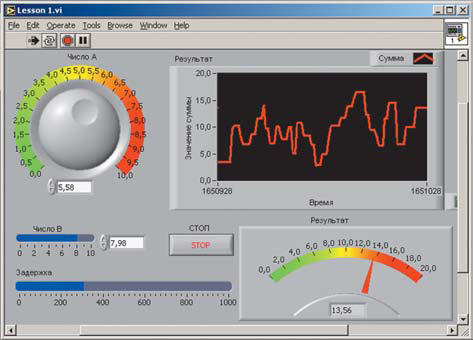 Lesson 1.vi
File Edit Operate Tools Browse Window Help
1
Число A
0,0 0,5 1,0 1,5 2,0 2,5 3,0 3,5 4,0 4,5 5,0 5,5 6,0 6,5 7,0 7,5 8,0 8,5 9,0 9,5 10,0
5,58
Результат
Сумма
20,0
15,0
10,0
5,0
0,0
Значение суммы
1650928 1651028
Время
Число B
0 2 4 6 8 10
7,98
СТОП
STOP
Задержка
0 200 400 600 800 1000
Результат
0,0 2,0 4,0 6,0 8,0 10,0 12,0 14,0 16,0 18,0 20,0
13,56